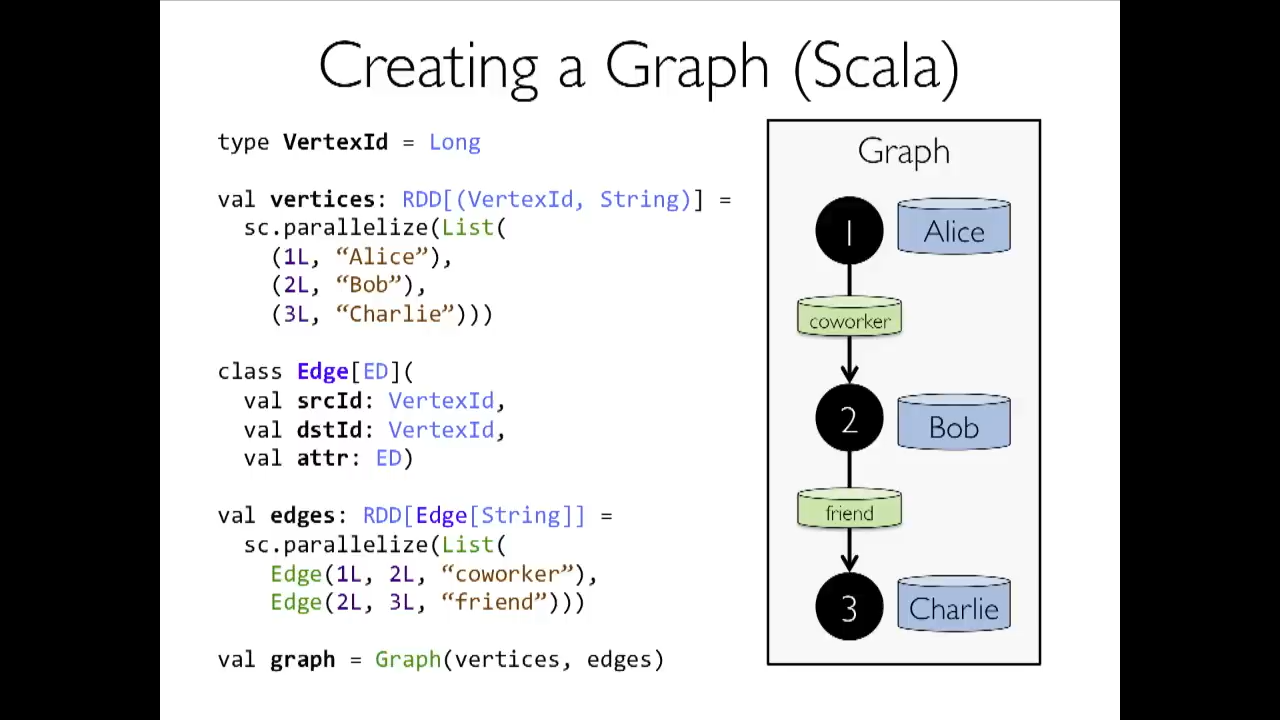 Creating a Graph (Scala)
type VertexId = Long
val vertices: RDD[(VertexId, String)] =
sc.parallelize(List(
(1L, “Alice”),
(2L, “Bob”),
(3L, “Charlie”)))
class Edge[ED](
val srcId: VertexId,
val dstId: VertexId,
val attr: ED)
val edges: RDD[Edge[String]] =
sc.parallelize(List(
Edge(1L, 2L, “coworker”),
Edge(2L, 3L, “friend”)))
val graph = Graph(vertices, edges)
Graph
1 Alice
coworker
2 Bob
friend
3 Charlie